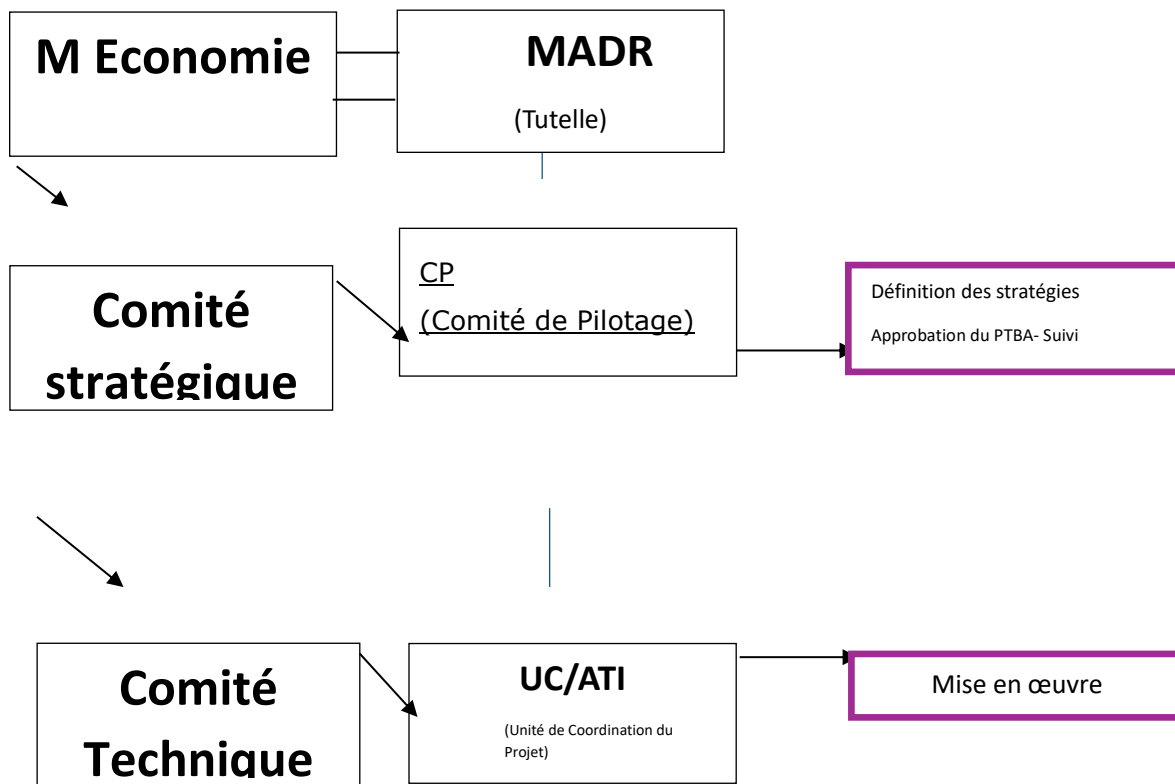 M Economie
MADR
(Tutelle)
CP
(Comité de Pilotage)
Définition des stratégies
Approbation du PTBA- Suivi
Comité
stratégique
UC/ATI
(Unité de Coordination du
Projet)
Mise en œuvre
Comité
Technique